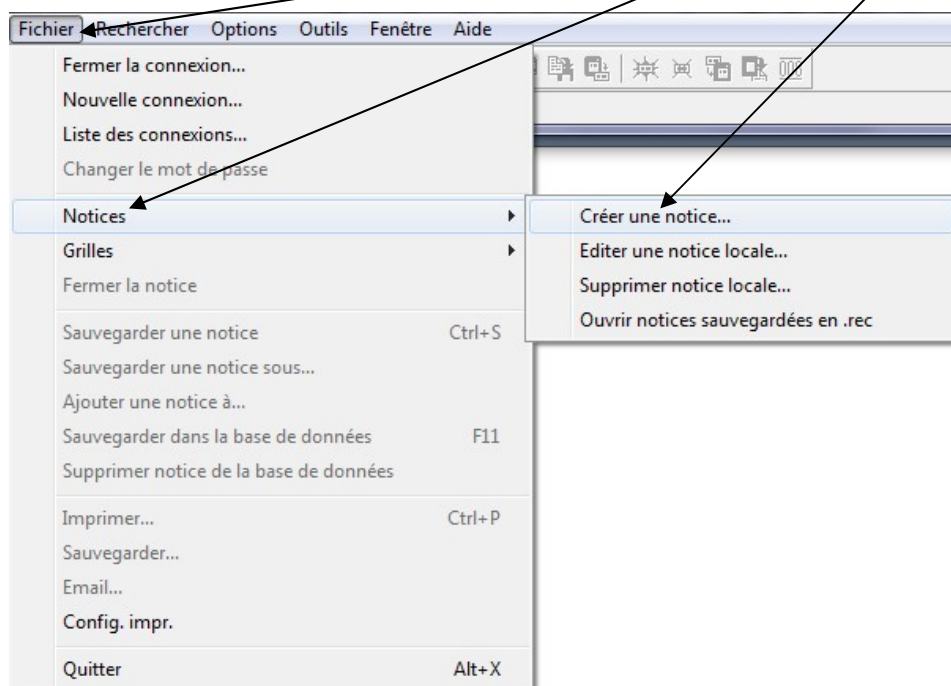 Fichier Rechercher Options Outils Fenêtre Aide
Fermer la connexion...
Nouvelle connexion...
Liste des connexions...
Changer le mot de passe
Notices
Grilles
Fermer la notice
Sauvegarder une notice Ctrl+S
Sauvegarder une notice sous...
Ajouter une notice à...
Sauvegarder dans la base de données F11
Supprimer notice de la base de données
Imprimer... Ctrl+P
Sauvegarder...
Email...
Config. impr.
Quitter Alt+X
Créer une notice...
Editer une notice locale...
Supprimer notice locale...
Ouvrir notices sauvegardées en .rec